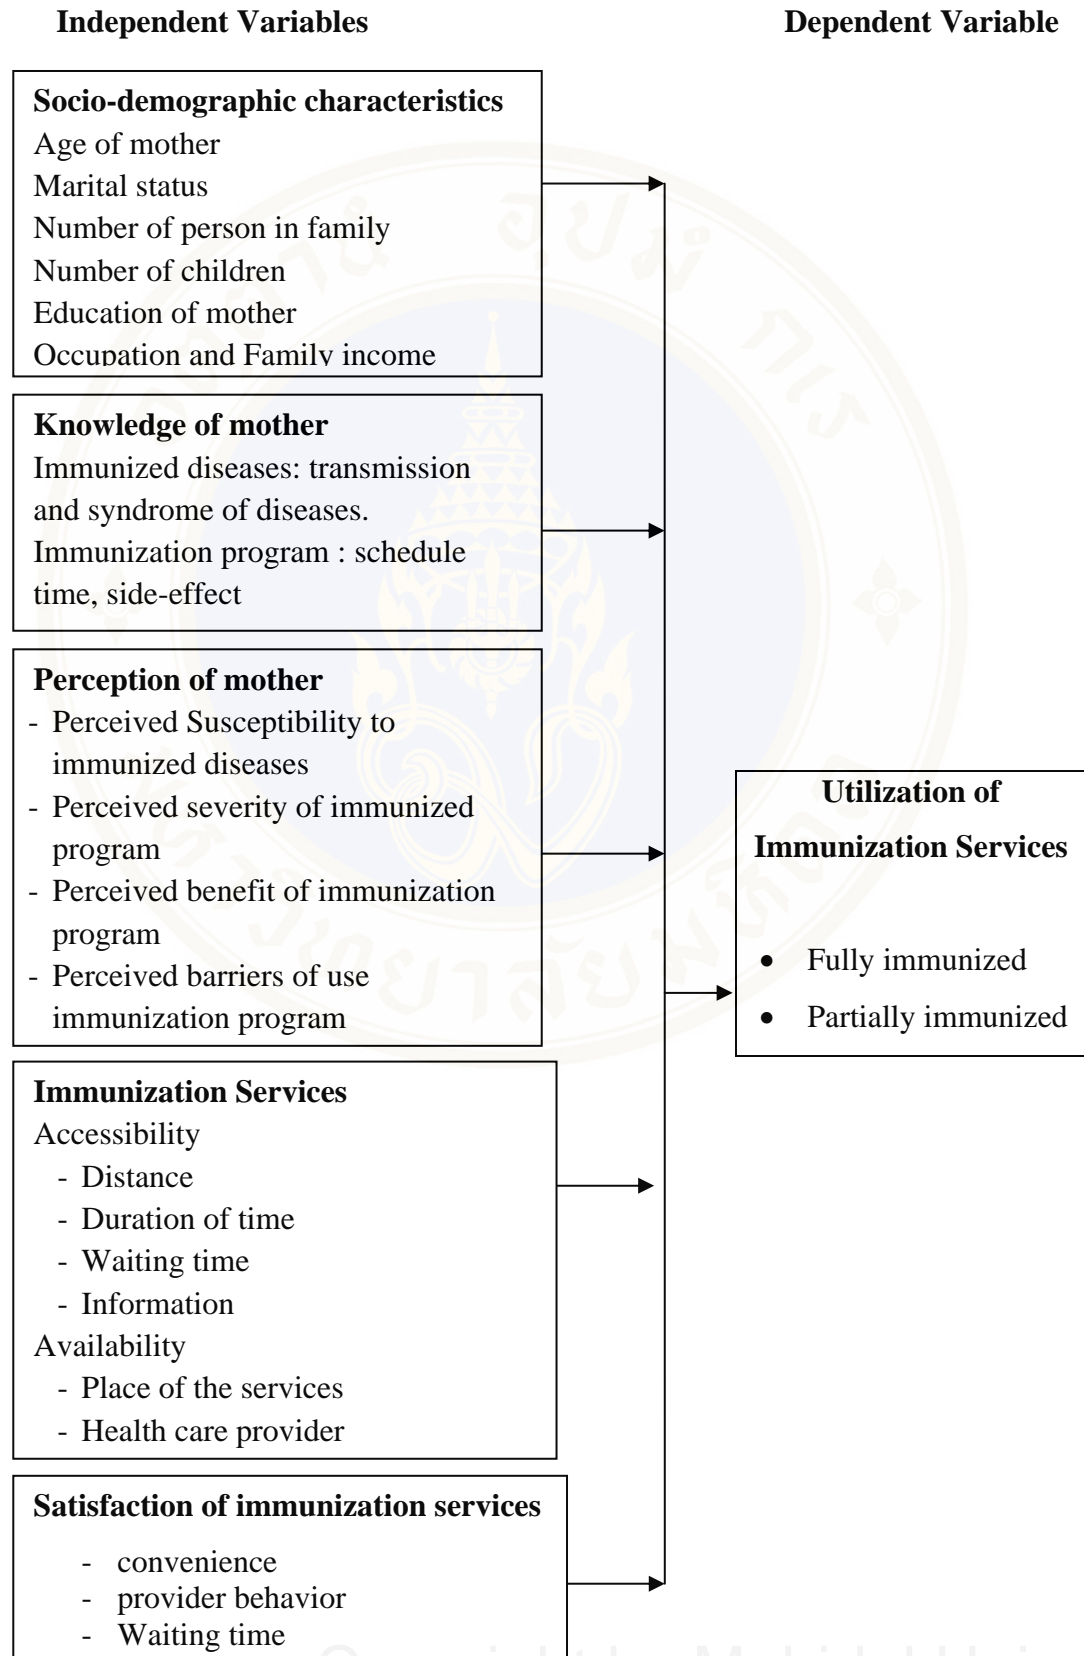 Independent Variables
Dependent Variable
Socio-demographic characteristics
Age of mother
Marital status
Number of person in family
Number of children
Education of mother
Occupation and Family income
Knowledge of mother
Immunized diseases: transmission
and syndrome of diseases.
Immunization program : schedule
time, side-effect
Perception of mother
- Perceived Susceptibility to
immunized diseases
- Perceived severity of immunized
program
- Perceived benefit of immunization
program
- Perceived barriers of use
immunization program
Utilization of
Immunization Services
• Fully immunized
• Partially immunized
Immunization Services
Accessibility
- Distance
- Duration of time
- Waiting time
- Information
Availability
- Place of the services
- Health care provider
Satisfaction of immunization services
- convenience
- provider behavior
- Waiting time